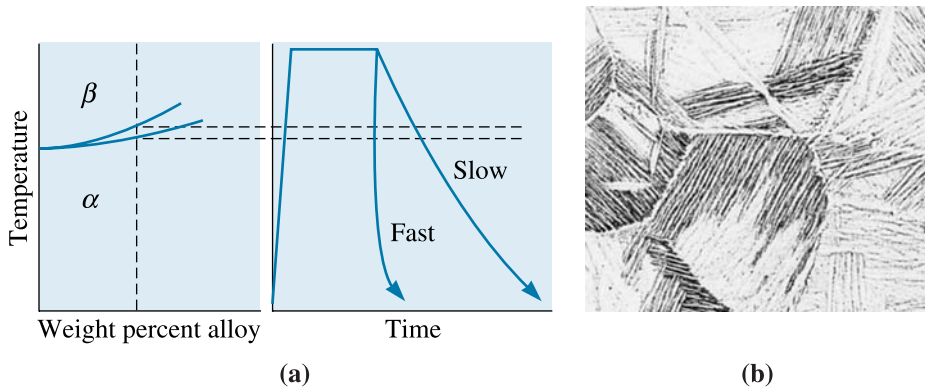 Temperature
β
α
Weight percent alloy
Slow
Fast
Time
(a)
(b)